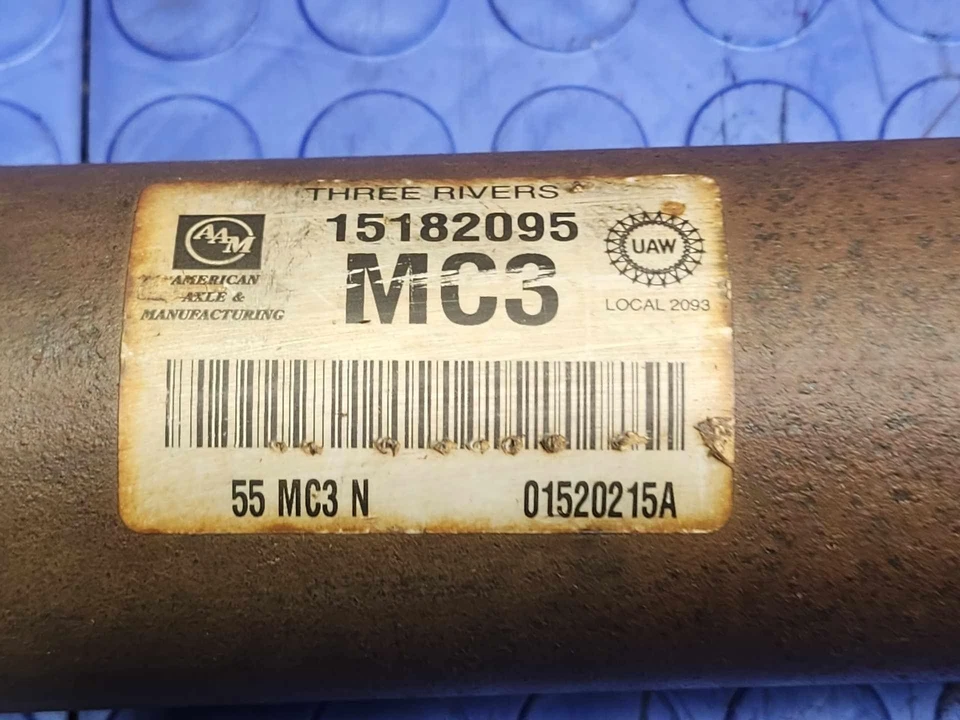 THREE RIVERS
15182095
MC3
AAM
AMERICAN
AXLE &
MANUFACTURING
UAW
LOCAL 2093
55 MC3 N
01520215A